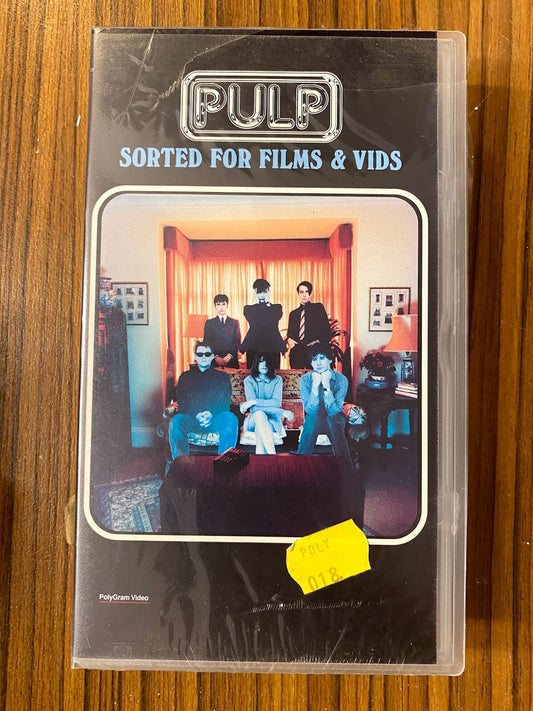 PULP
SORTED FOR FILMS & VIDS
POLY
018
PolyGram Video